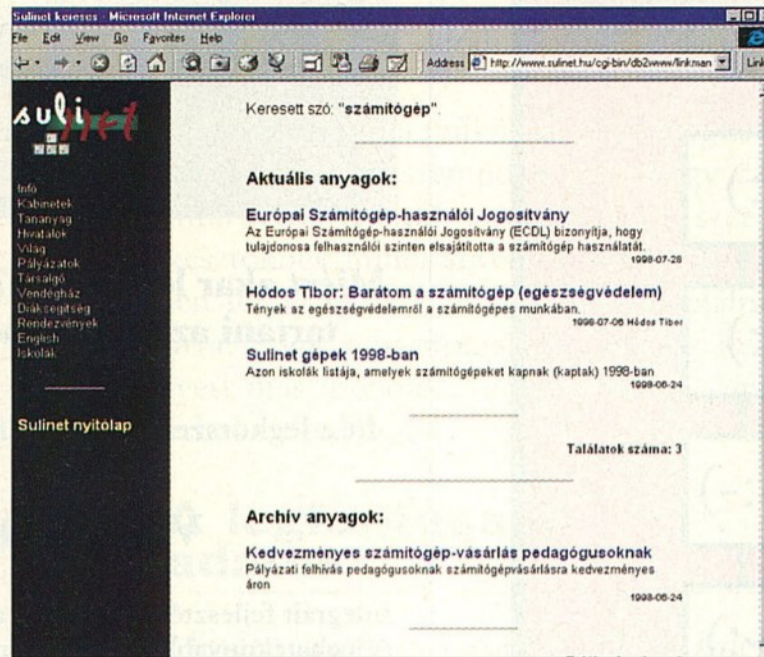 Sulinet keresés - Microsoft Internet Explorer
File Edit View Go Favorites Help
Address http://www.sulinet.hu/cgi-bin/db2www/linkman Link
sulinet
Info
Kabinetek
Tananyag
Hivatalok
Világ
Pályázatok
Társalgó
Vendégház
Diáksegítség
Rendezvények
English
Iskolák
Sulinet nyitólap
Keresett szó: "számítógép".
Aktuális anyagok:
Európai Számítógép-használói Jogosítvány
Az Európai Számítógép-használói Jogosítvány (ECDL) bizonyítja, hogy
tulajdonosa felhasználói szinten elsajátította a számítógép használatát.
1998-07-28
Hódos Tibor: Barátom a számítógép (egészségvédelem)
Tények az egészségvédelemről a számítógépes munkában.
1998-07-06 Hódos Tibor
Sulinet gépek 1998-ban
Azon iskolák listája, amelyek számítógépeket kapnak (kaptak) 1998-ban
1998-06-24
Találatok száma: 3
Archív anyagok:
Kedvezményes számítógép-vásárlás pedagógusoknak
Pályázati felhívás pedagógusoknak számítógépvásárlásra kedvezményes
áron
1998-06-24